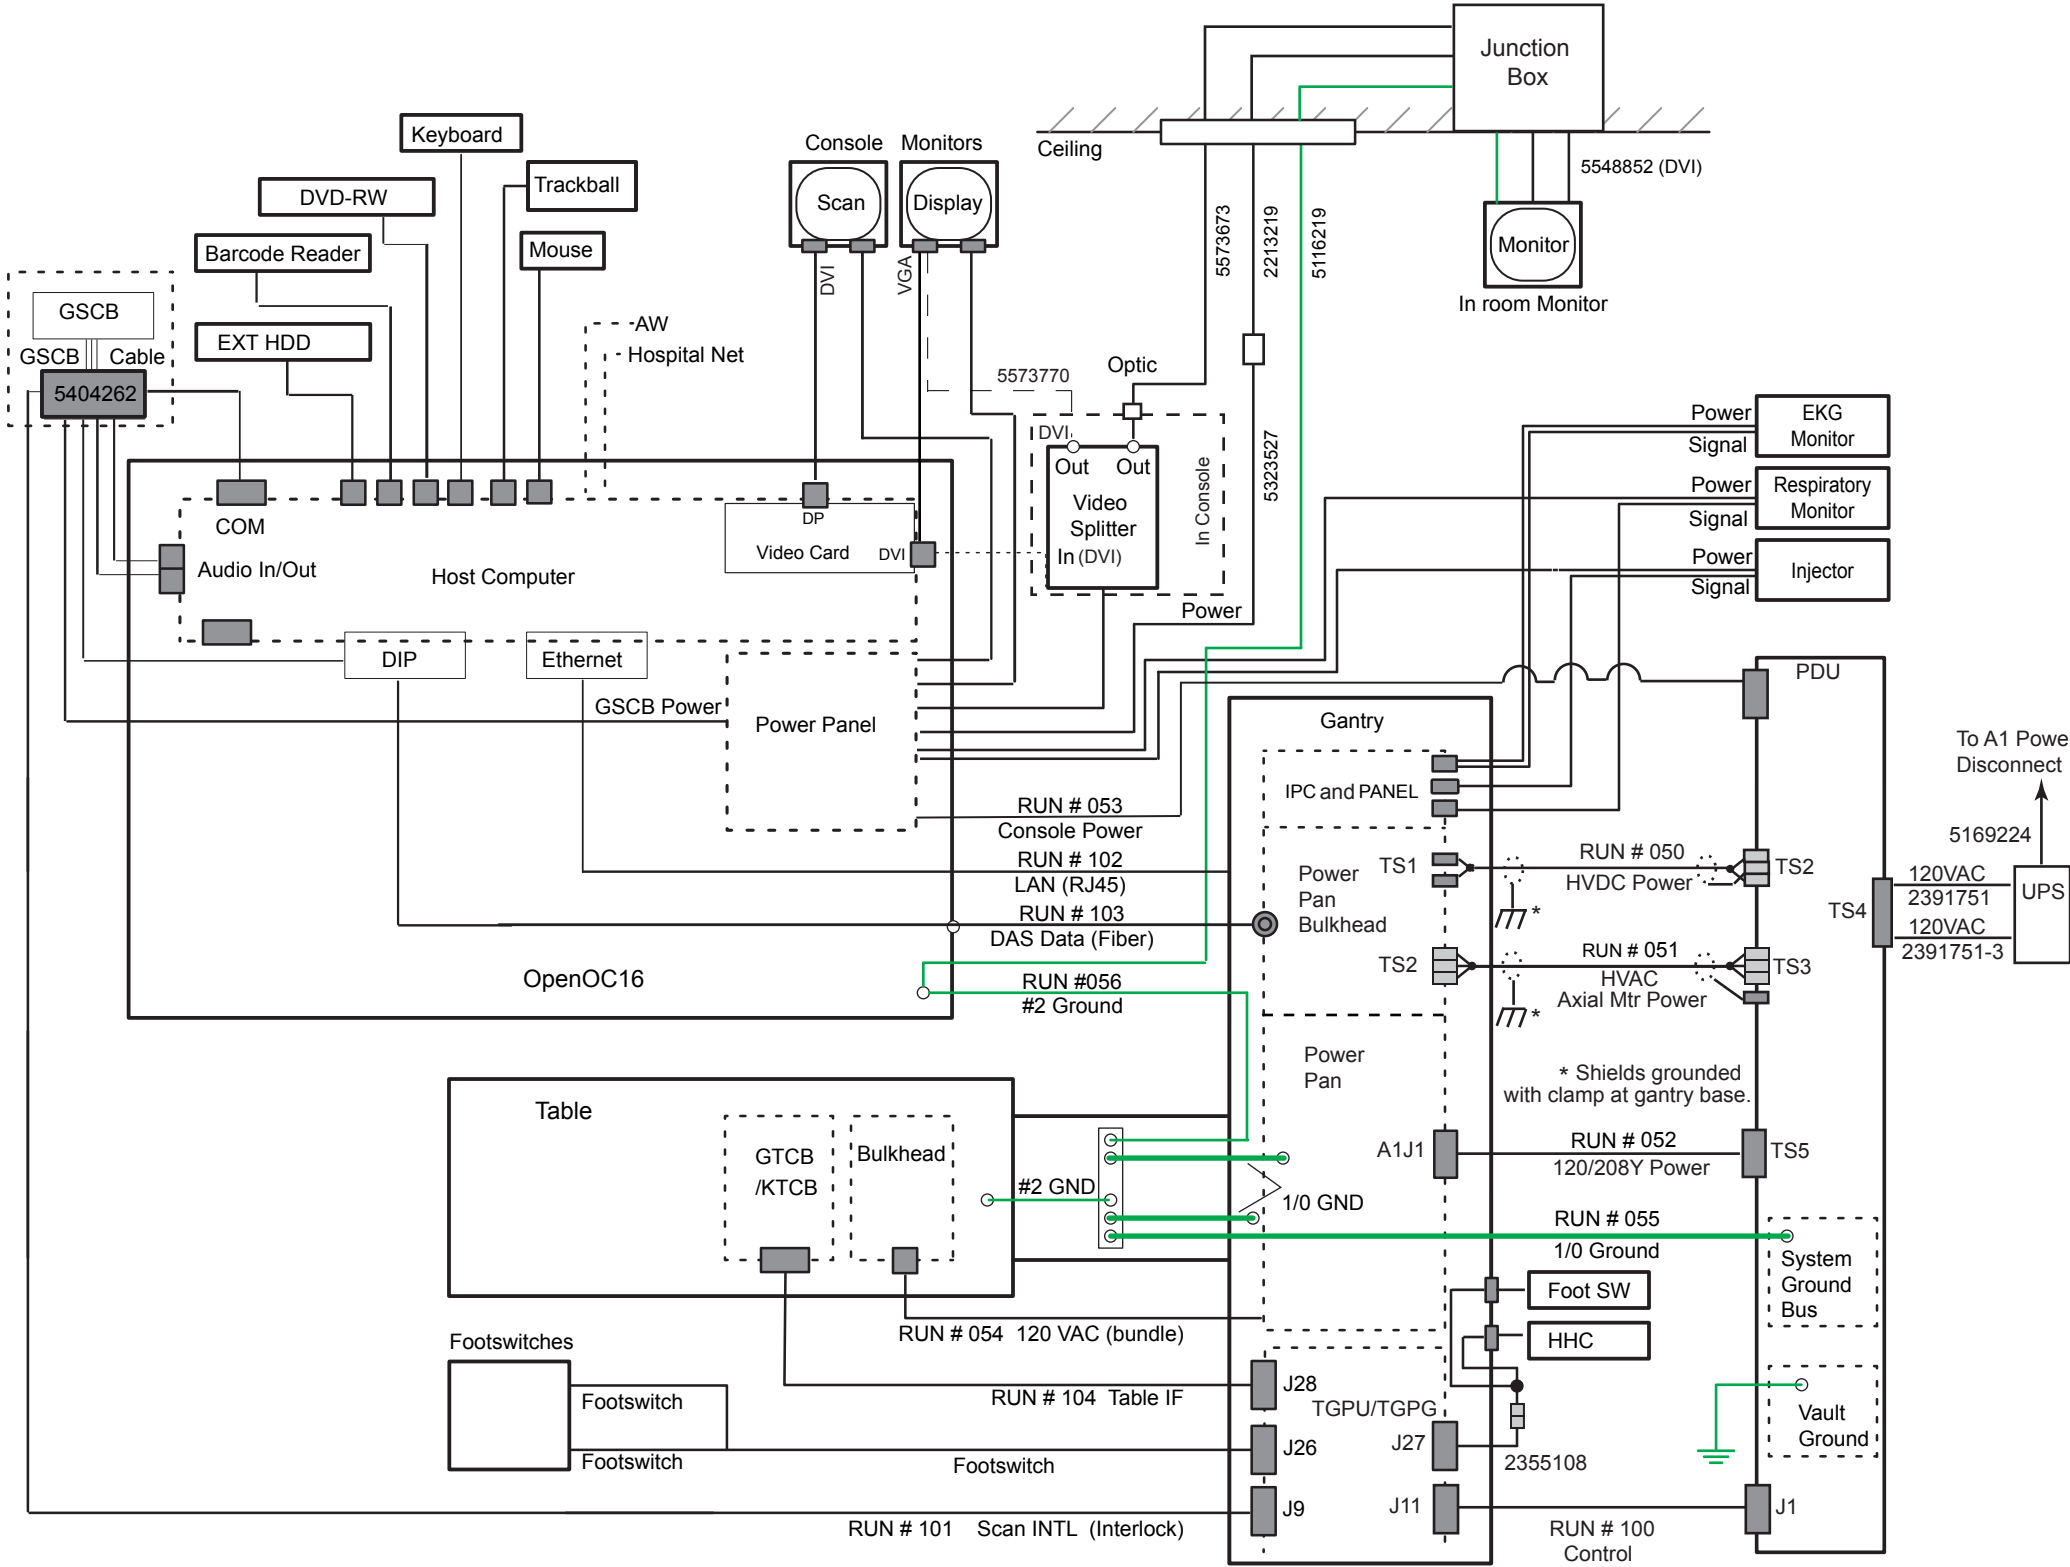 Junction
Box
Ceiling
5548852 (DVI)
Monitor
In room Monitor
5573673
2213219
5116219
5323527
Keyboard
DVD-RW
Trackball
Barcode Reader
Mouse
EXT HDD
Console Monitors
Scan
Display
DVI
VGA
GSCB
GSCB Cable
5404262
AW
Hospital Net
5573770
Optic
DVI
Out Out
Video
Splitter
In (DVI)
In Console
Power
COM
Audio In/Out
Host Computer
DP
Video Card
DVI
DIP
Ethernet
GSCB Power
Power Panel
OpenOC16
Power
Signal
EKG
Monitor
Power
Signal
Respiratory
Monitor
Power
Signal
Injector
PDU
Gantry
IPC and PANEL
RUN # 053
Console Power
RUN # 102
LAN (RJ45)
RUN # 103
DAS Data (Fiber)
RUN #056
#2 Ground
Power
Pan
Bulkhead
TS1
TS2
RUN # 050
HVDC Power
TS2
*
RUN # 051
HVAC
Axial Mtr Power
TS3
*
To A1 Powe
Disconnect
5169224
120VAC
2391751
120VAC
2391751-3
UPS
TS4
* Shields grounded
with clamp at gantry base.
Power
Pan
A1J1
RUN # 052
120/208Y Power
TS5
Table
GTCB
/KTCB
Bulkhead
#2 GND
1/0 GND
RUN # 055
1/0 Ground
System
Ground
Bus
Foot SW
HHC
RUN # 054 120 VAC (bundle)
RUN # 104 Table IF
Footswitches
Footswitch
Footswitch
Footswitch
J28
TGPU/TGPG
J26
J27
2355108
Vault
Ground
J9
J11
J1
RUN # 101 Scan INTL (Interlock)
RUN # 100
Control